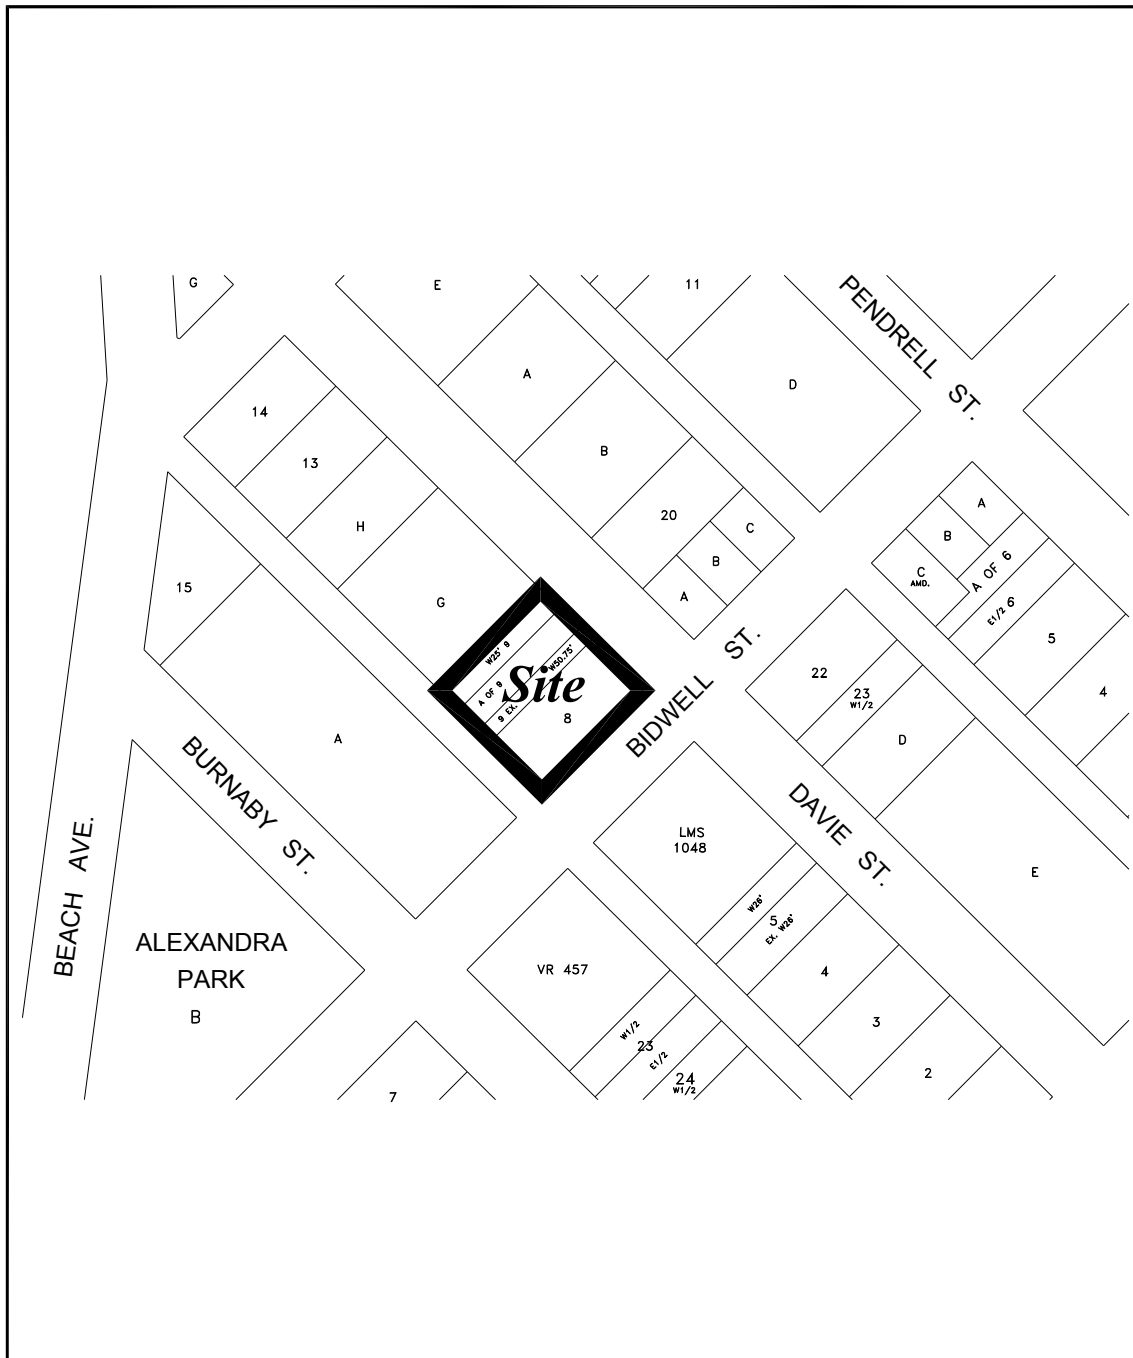 G
E
11
PENDRELL ST.
A
D
14
B
13
20
C
A
H
B
B
A OF 6
C
AMD.
E1/2 6
15
A
G
5
W25' 9
W50.75'
BIDWELL ST.
22
A OF 9
Site
23
W1/2
4
9 EX.
8
A
D
BURNABY ST.
DAVIE ST.
LMS
1048
E
BEACH AVE.
W26'
5
EX. W26'
ALEXANDRA
PARK
B
VR 457
4
3
W1/2
23
E1/2
24
W1/2
2
7